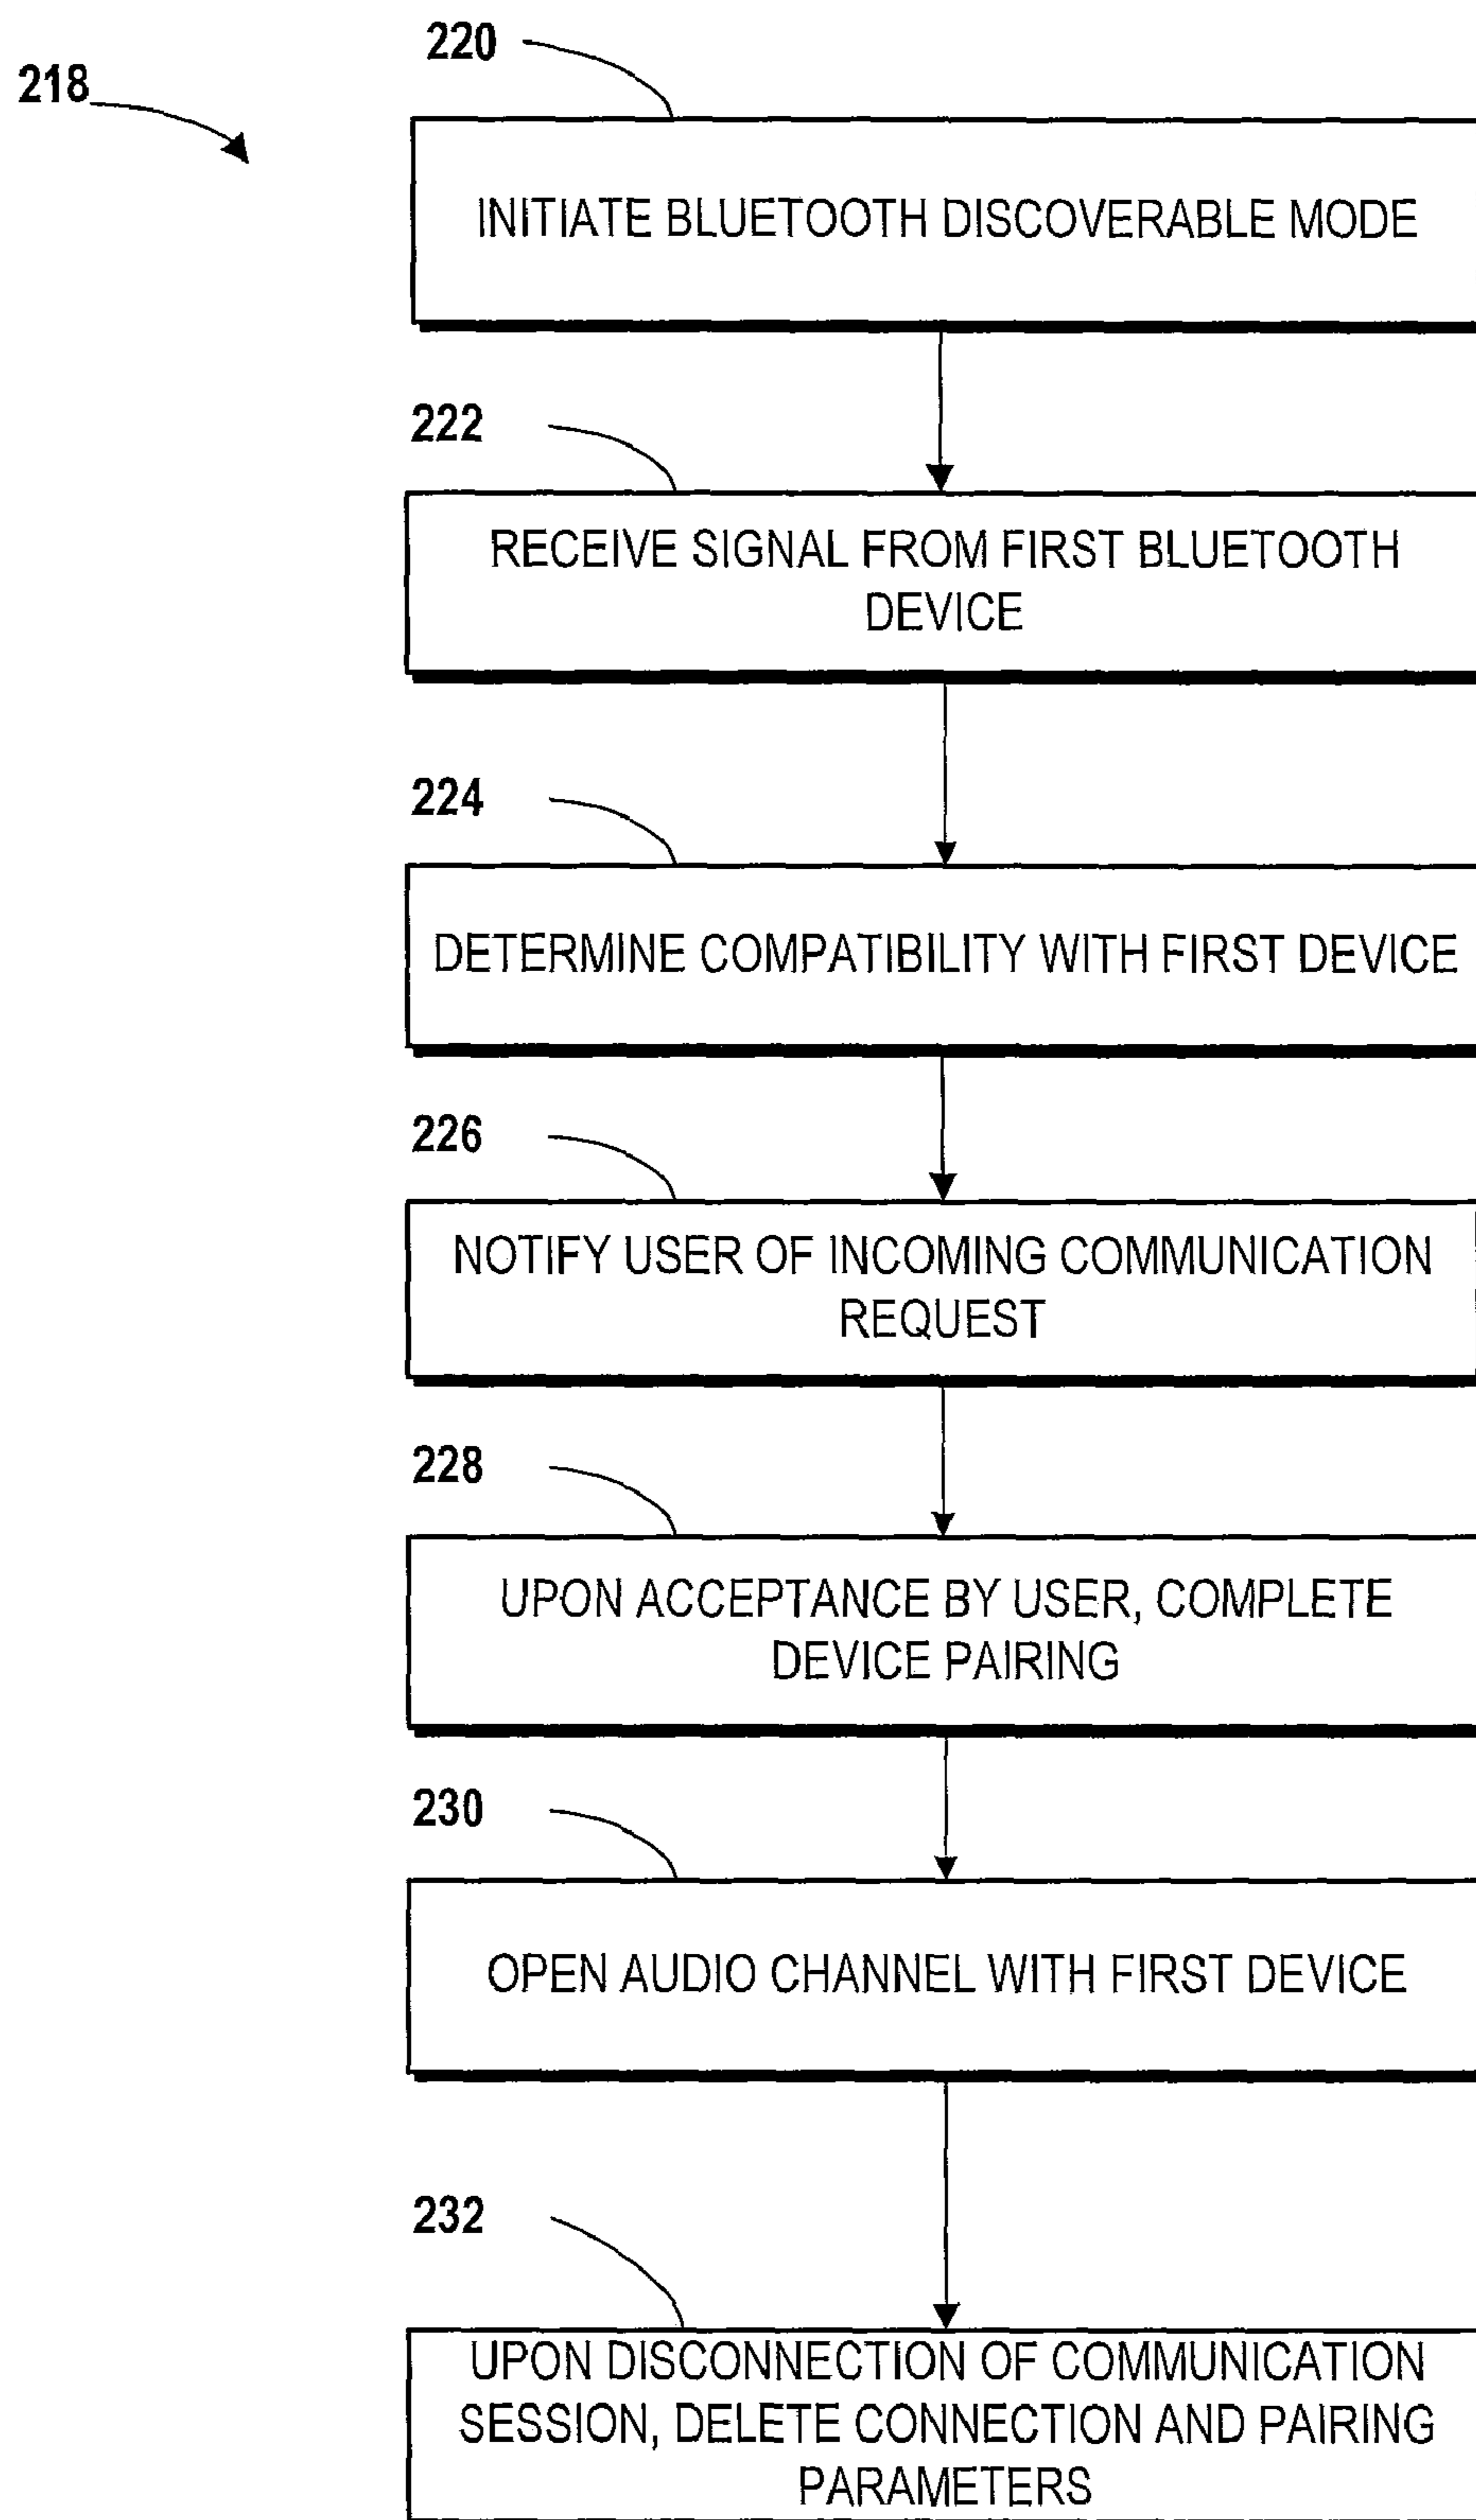 218
220
INITIATE BLUETOOTH DISCOVERABLE MODE
222
RECEIVE SIGNAL FROM FIRST BLUETOOTH
DEVICE
224
DETERMINE COMPATIBILITY WITH FIRST DEVICE
226
NOTIFY USER OF INCOMING COMMUNICATION
REQUEST
228
UPON ACCEPTANCE BY USER, COMPLETE
DEVICE PAIRING
230
OPEN AUDIO CHANNEL WITH FIRST DEVICE
232
UPON DISCONNECTION OF COMMUNICATION
SESSION, DELETE CONNECTION AND PAIRING
PARAMETERS